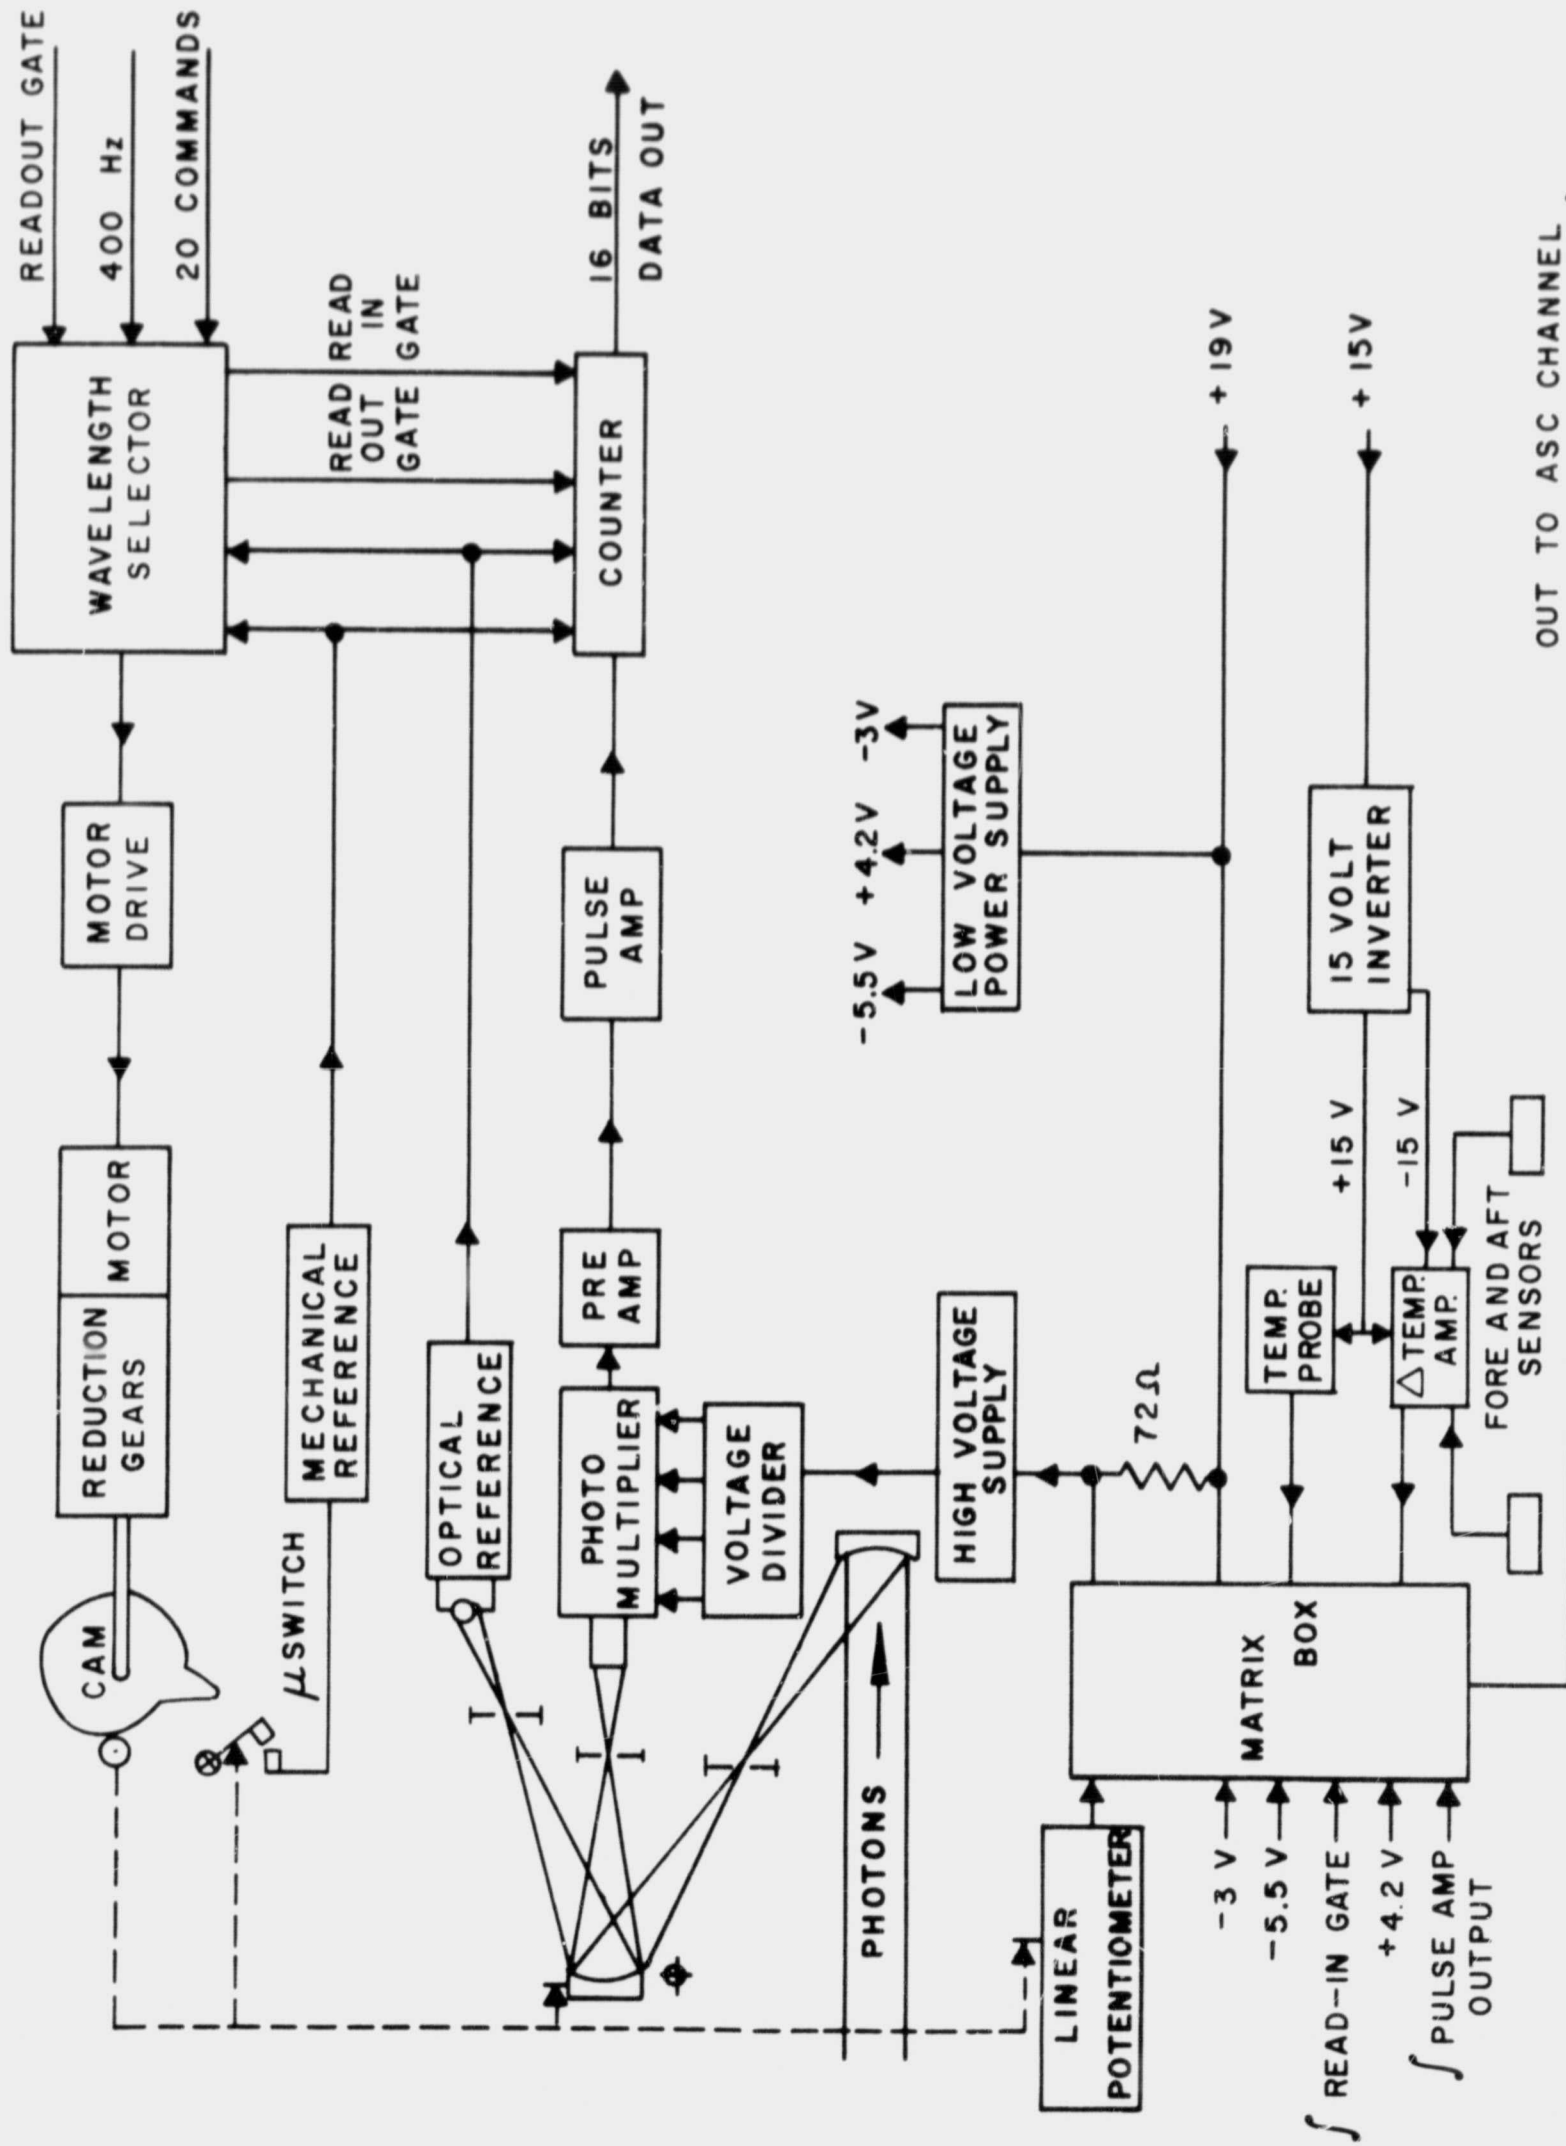 READOUT GATE
400 Hz
20 COMMANDS
WAVELENGTH
SELECTOR
MOTOR
DRIVE
MOTOR
REDUCTION
GEARS
CAM
READ
IN
GATE
READ
OUT
GATE
MECHANICAL
REFERENCE
μSWITCH
OPTICAL
REFERENCE
16 BITS
DATA OUT
COUNTER
PULSE
AMP
PRE
AMP
PHOTO
MULTIPLIER
VOLTAGE
DIVIDER
PHOTONS
-5.5V
+4.2V
-3V
LOW VOLTAGE
POWER SUPPLY
HIGH VOLTAGE
SUPPLY
72Ω
+19V
+15V
15 VOLT
INVERTER
+15 V
-15 V
TEMP.
PROBE
△TEMP.
AMP.
FORE AND AFT
SENSORS
MATRIX
BOX
LINEAR
POTENTIOMETER
-3 V
-5.5 V
∫ READ-IN GATE
+4.2 V
∫ PULSE AMP
OUTPUT
OUT TO ASC CHANNEL